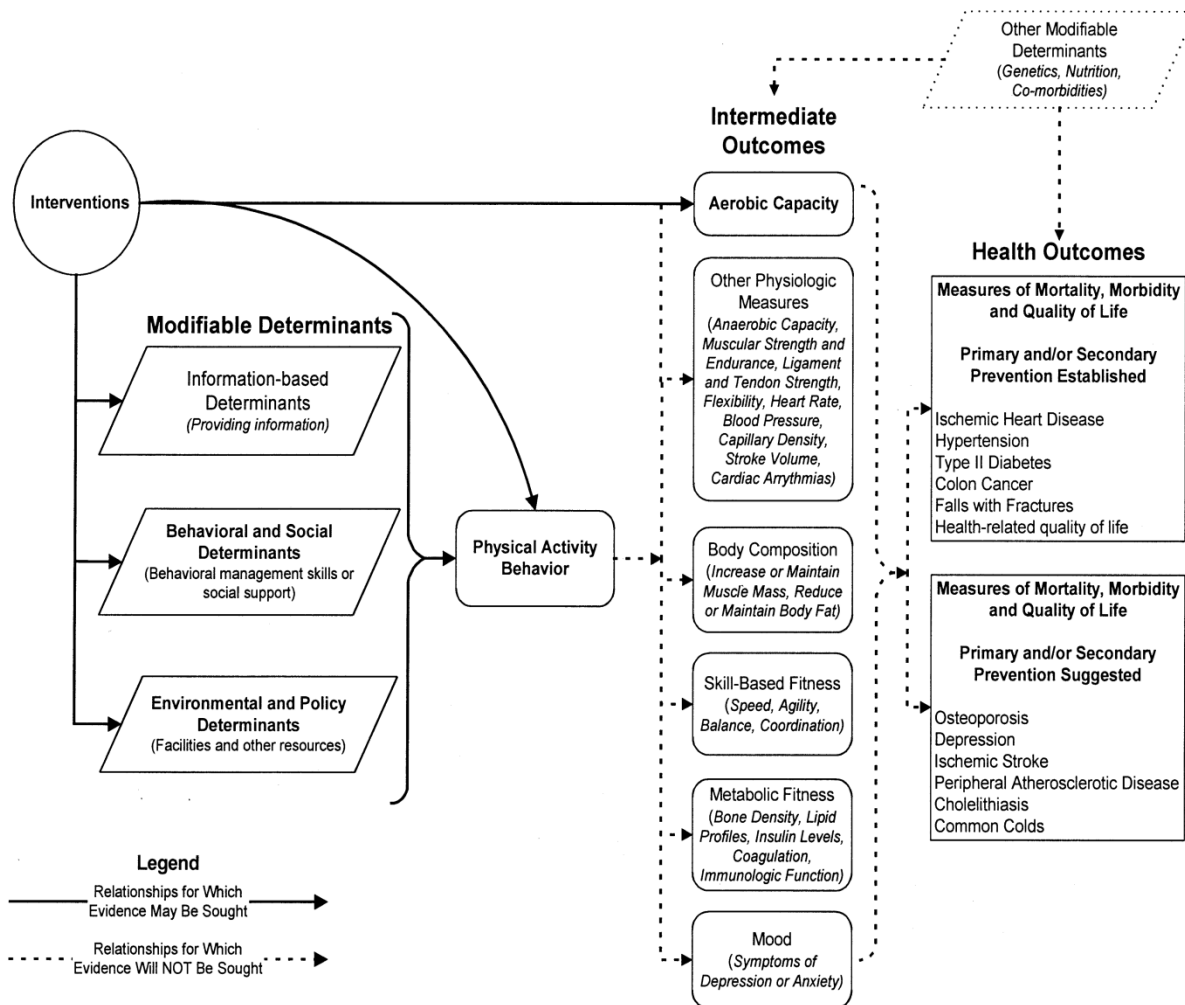 Other Modifiable
Determinants
(Genetics, Nutrition,
Co-morbidities)
Intermediate
Outcomes
Interventions
Aerobic Capacity
Health Outcomes
Other Physiologic
Measures
(Anaerobic Capacity,
Muscular Strength and
Endurance, Ligament
and Tendon Strength,
Flexibility, Heart Rate,
Blood Pressure,
Capillary Density,
Stroke Volume,
Cardiac Arrythmias)
Measures of Mortality, Morbidity
and Quality of Life
Primary and/or Secondary
Prevention Established
Ischemic Heart Disease
Hypertension
Type II Diabetes
Colon Cancer
Falls with Fractures
Health-related quality of life
Modifiable Determinants
Information-based
Determinants
(Providing information)
Behavioral and Social
Determinants
(Behavioral management skills or
social support)
Physical Activity
Behavior
Body Composition
(Increase or Maintain
Muscle Mass, Reduce
or Maintain Body Fat)
Measures of Mortality, Morbidity
and Quality of Life
Primary and/or Secondary
Prevention Suggested
Osteoporosis
Depression
Ischemic Stroke
Peripheral Atherosclerotic Disease
Cholelithiasis
Common Colds
Environmental and Policy
Determinants
(Facilities and other resources)
Skill-Based Fitness
(Speed, Agility,
Balance, Coordination)
Metabolic Fitness
(Bone Density, Lipid
Profiles, Insulin Levels,
Coagulation,
Immunologic Function)
Mood
(Symptoms of
Depression or Anxiety)
Legend
Relationships for Which
Evidence May Be Sought
Relationships for Which
Evidence Will NOT Be Sought